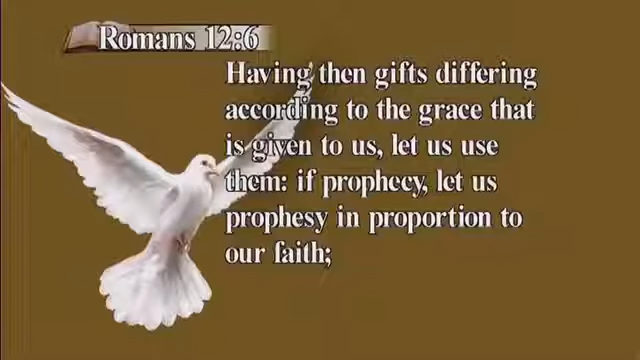 Romans 12:6
Having then gifts differing
according to the grace that
is given to us, let us use
them: if prophecy, let us
prophesy in proportion to
our faith;